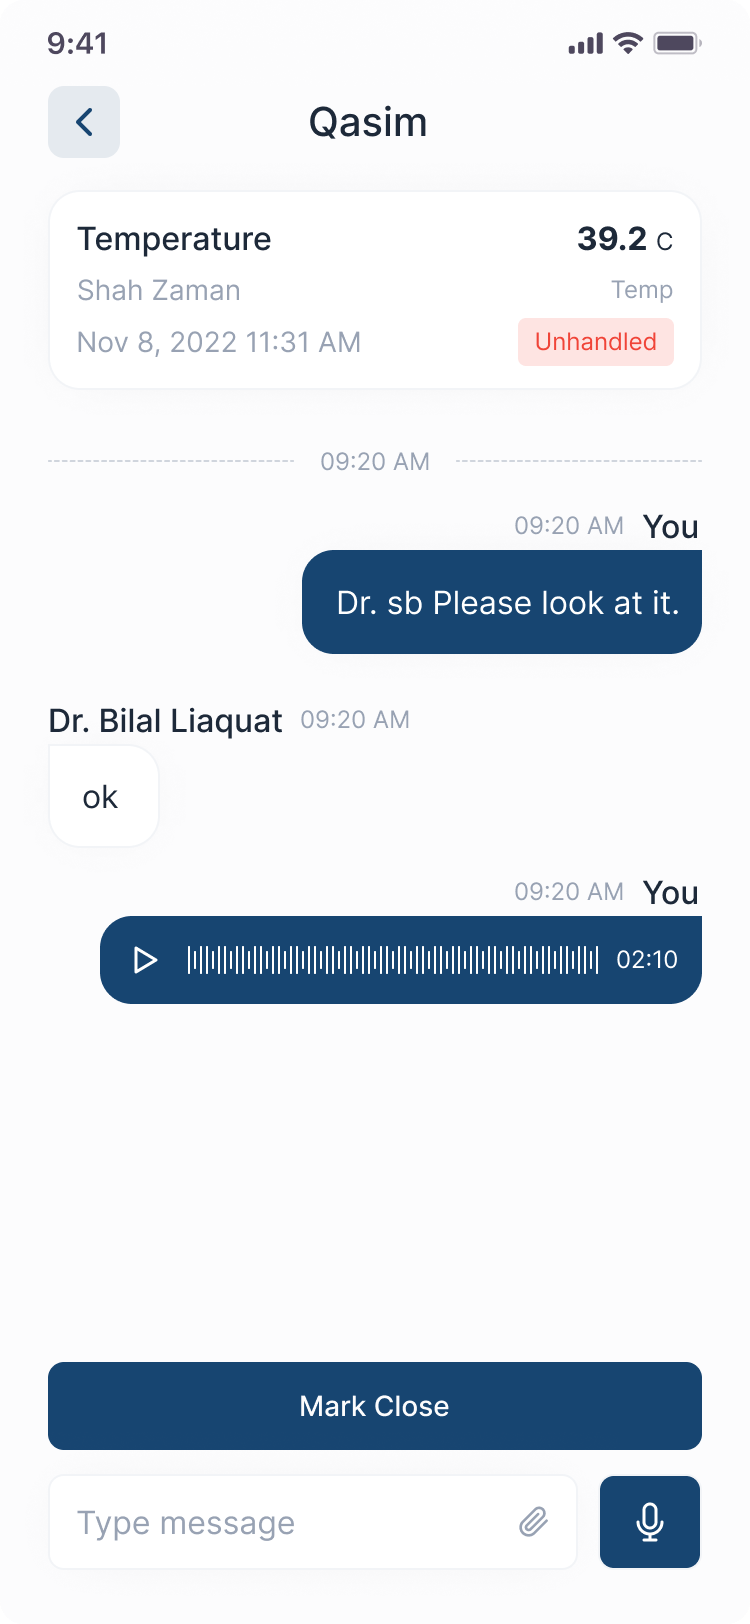 9:41
Qasim
Temperature 39.2 C
Shah Zaman Temp
Nov 8, 2022 11:31 AM Unhandled
09:20 AM
09:20 AM You
Dr. sb Please look at it.
Dr. Bilal Liaquat 09:20 AM
ok
09:20 AM You
02:10
Mark Close
Type message